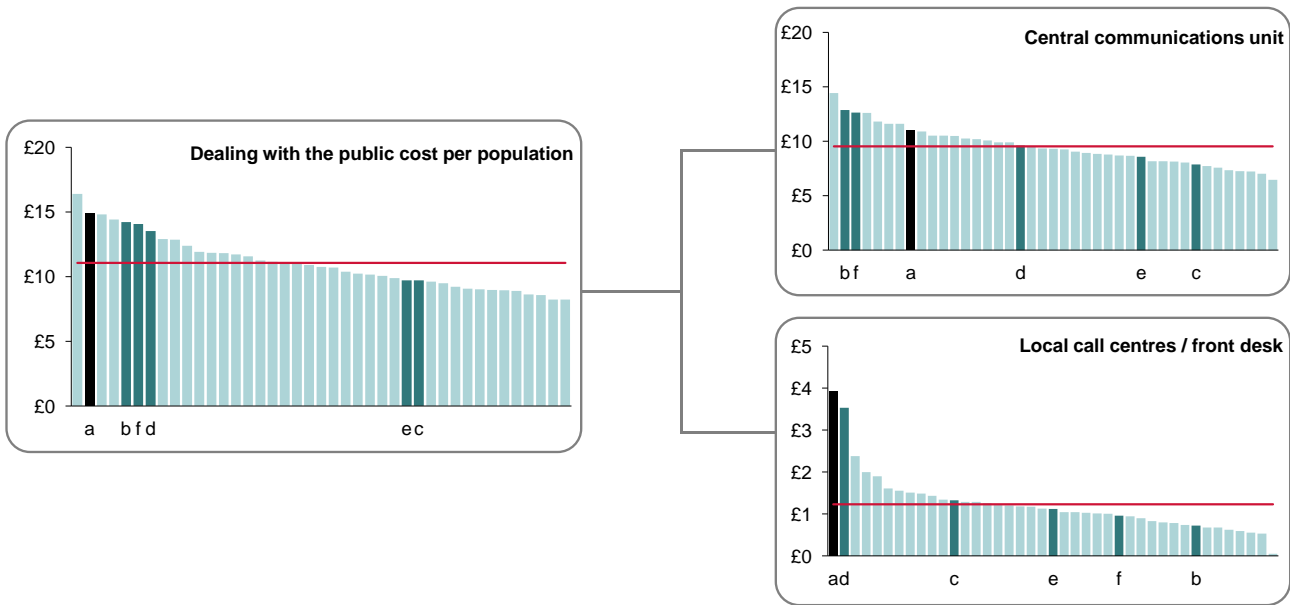 Dealing with the public cost per population
£20
£15
£10
£5
£0
a b f d e c
Central communications unit
£20
£15
£10
£5
£0
b f a d e c
Local call centres / front desk
£5
£4
£3
£2
£1
£0
a d c e f b